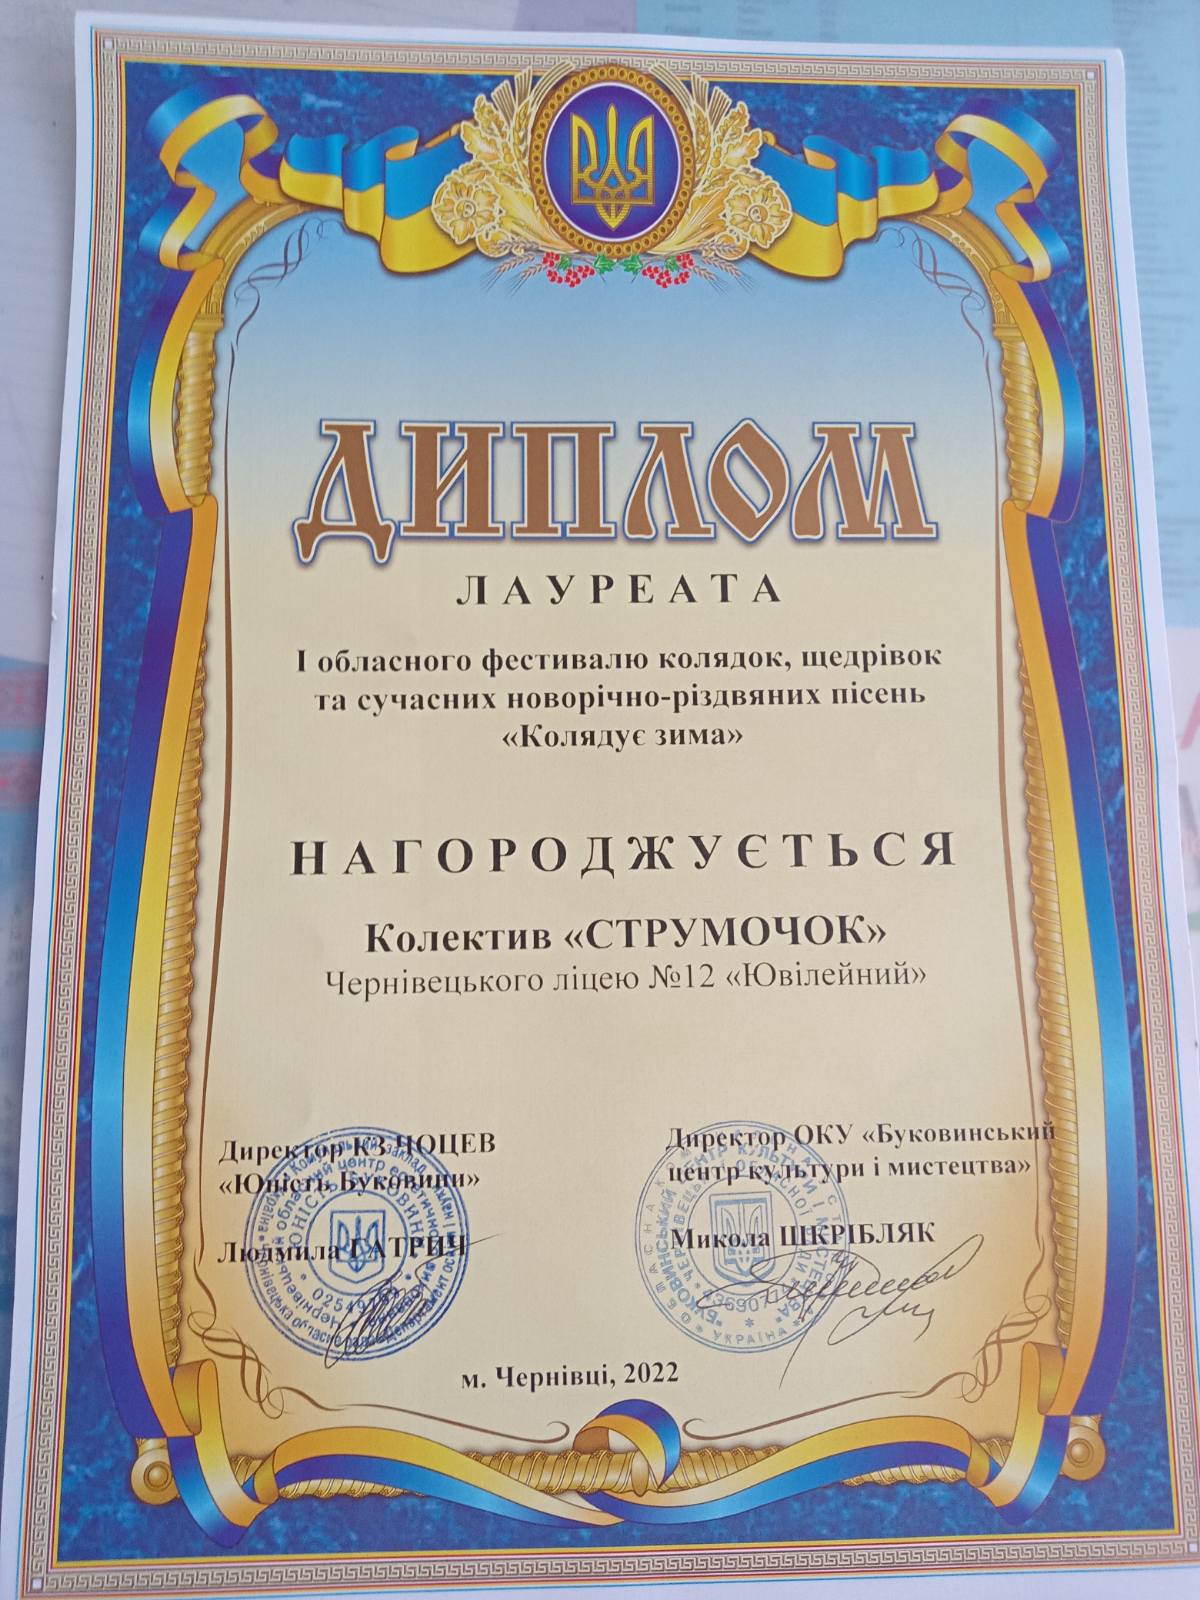 ДИПЛОМ
ЛАУРЕАТА
І обласного фестивалю колядок, щедрівок
та сучасних новорічно-різдвяних пісень
«Колядує зима»
НАГОРОДЖУЄТЬСЯ
Колектив «СТРУМОЧОК»
Чернівецького ліцею №12 «Ювілейний»
Директор КЗ ЧОЦЕВ
«Юність Буковини»
Людмила ГАТРИЧ
Директор ОКУ «Буковинський
центр культури і мистецтва»
Микола ШКРІБЛЯК
м. Чернівці, 2022